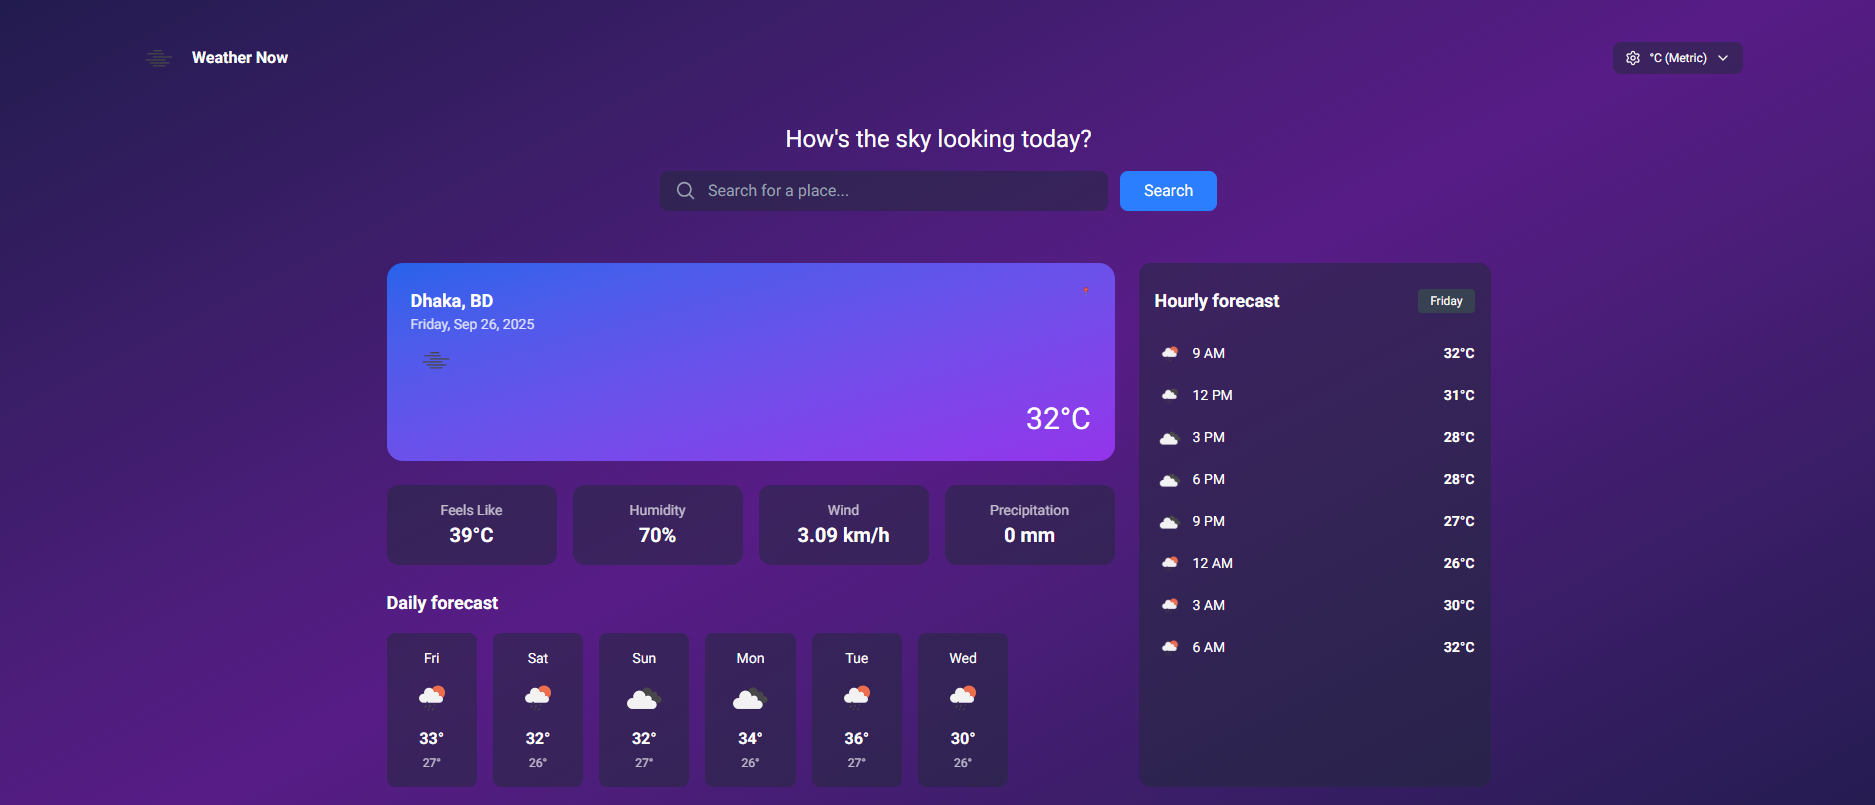 Weather Now
°C (Metric)
How's the sky looking today?
Search for a place...
Search
Dhaka, BD
Friday, Sep 26, 2025
32°C
Feels Like
39°C
Humidity
70%
Wind
3.09 km/h
Precipitation
0 mm
Daily forecast
Fri
33°
27°
Sat
32°
26°
Sun
32°
27°
Mon
34°
26°
Tue
36°
27°
Wed
30°
26°
Hourly forecast
Friday
9 AM 32°C
12 PM 31°C
3 PM 28°C
6 PM 28°C
9 PM 27°C
12 AM 26°C
3 AM 30°C
6 AM 32°C